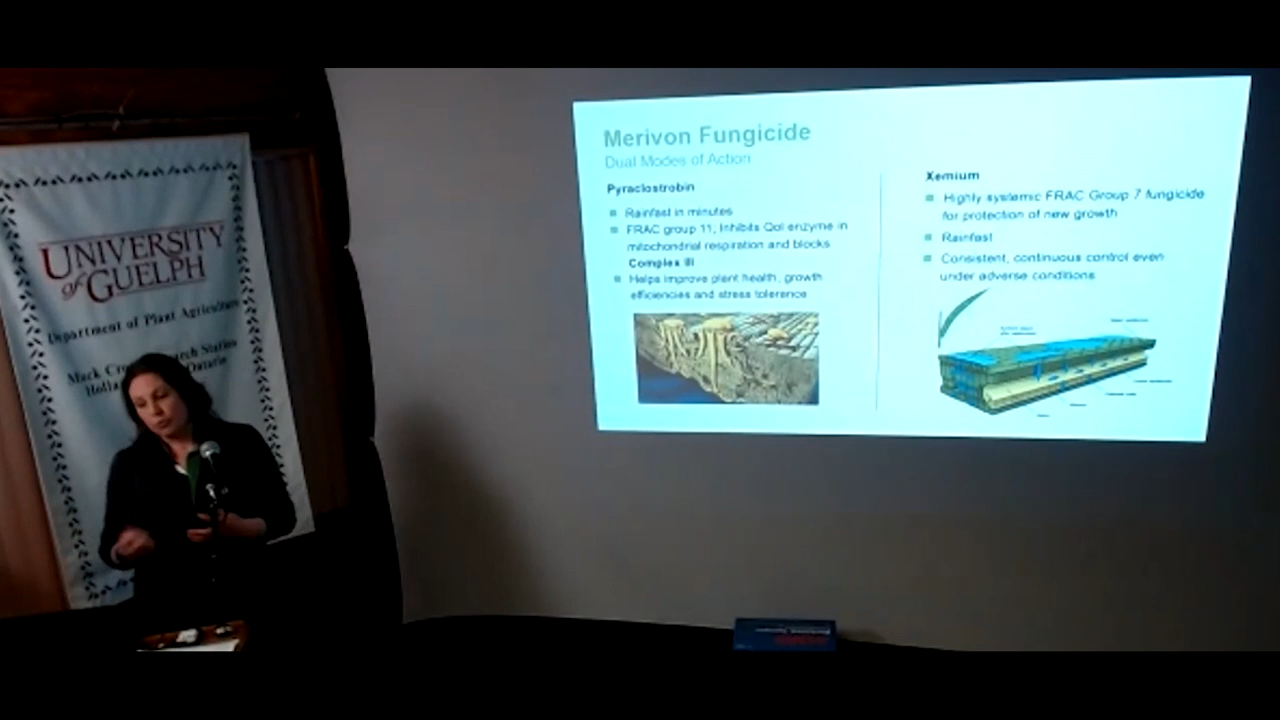 UNIVERSITY
of GUELPH
Department of Plant Agriculture
Muck
Merivon Fungicide
Dual Modes of Action
Pyraclostrobin
Rainfast in minutes
FRAC group 11; Inhibits QoI enzyme in
mitochondrial respiration and blocks
Complex III
Helps improve plant health, growth
efficiencies and stress tolerence
Xemium
Highly systemic FRAC Group 7 fungicide
for protection of new growth
Rainfast
Consistent, continuous control even
under adverse conditions